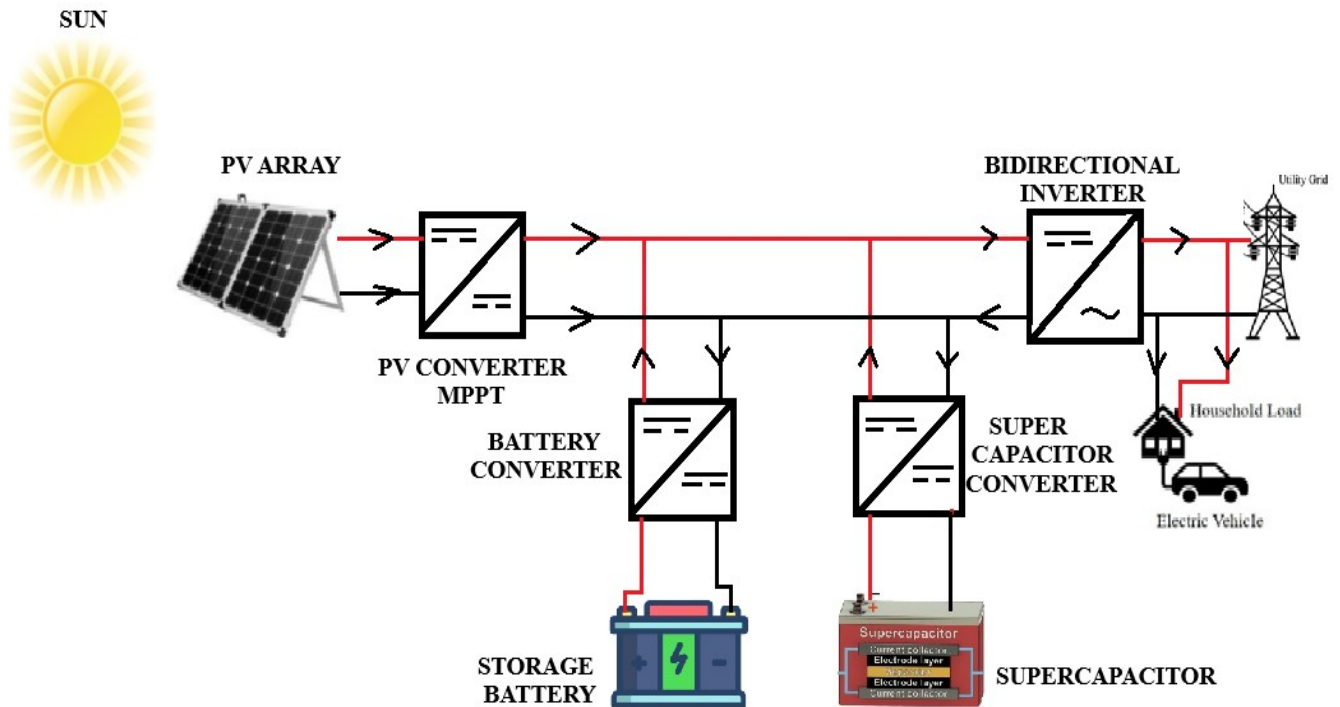 SUN
PV ARRAY
BIDIRECTIONAL
INVERTER
Utility Grid
PV CONVERTER
MPPT
BATTERY
CONVERTER
SUPER
CAPACITOR
CONVERTER
Household Load
Electric Vehicle
STORAGE
BATTERY
+
-
-
+
Supercapacitor
Current collector
Electrode layer
Electrode layer
Current collector
SUPERCAPACITOR